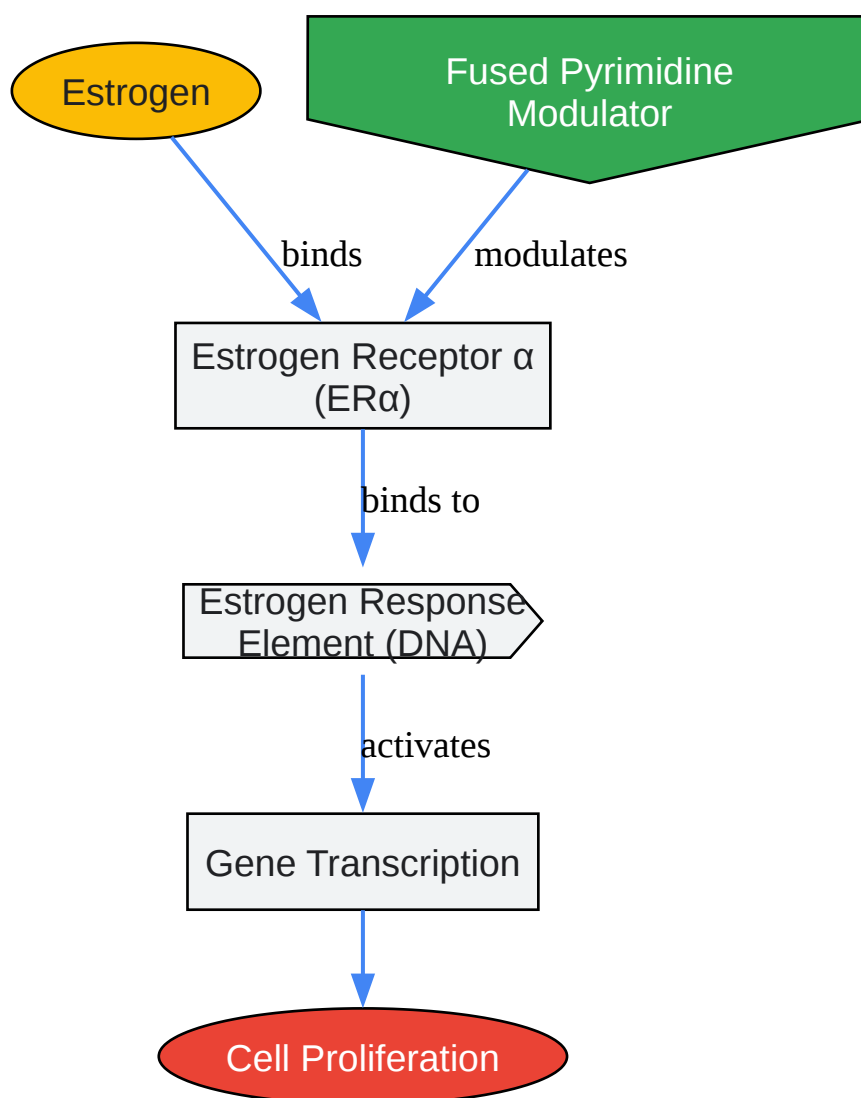 Estrogen
Fused Pyrimidine
Modulator
binds
modulates
Estrogen Receptor α
(ERα)
binds to
Estrogen Response
Element (DNA)
activates
Gene Transcription
Cell Proliferation